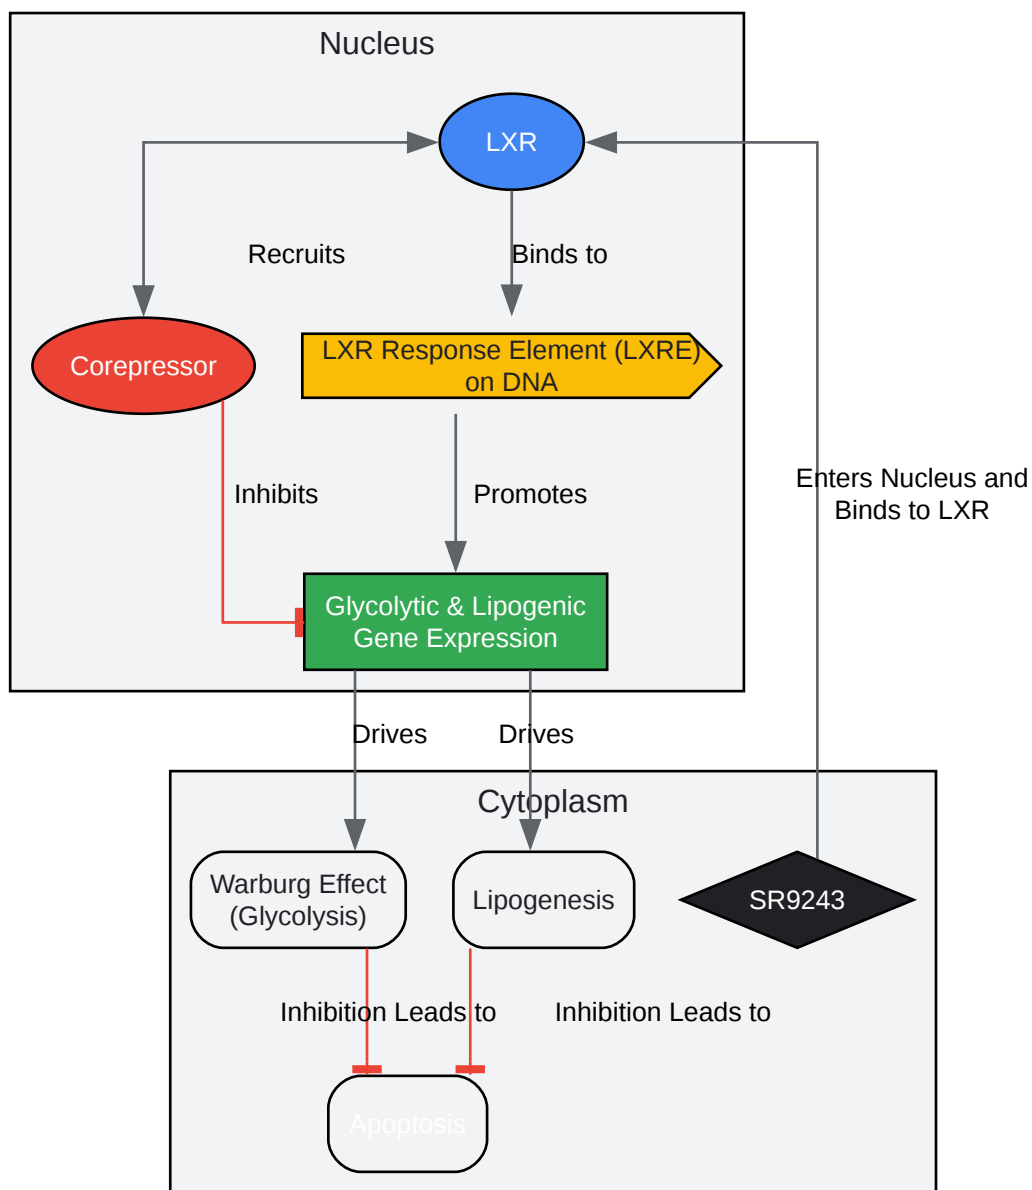 Nucleus
LXR
Recruits
Binds to
Corepressor
LXR Response Element (LXRE)
on DNA
Enters Nucleus and
Binds to LXR
Inhibits
Promotes
Glycolytic & Lipogenic
Gene Expression
Drives
Drives
Cytoplasm
Warburg Effect
(Glycolysis)
Lipogenesis
SR9243
Inhibition Leads to
Inhibition Leads to
Apoptosis